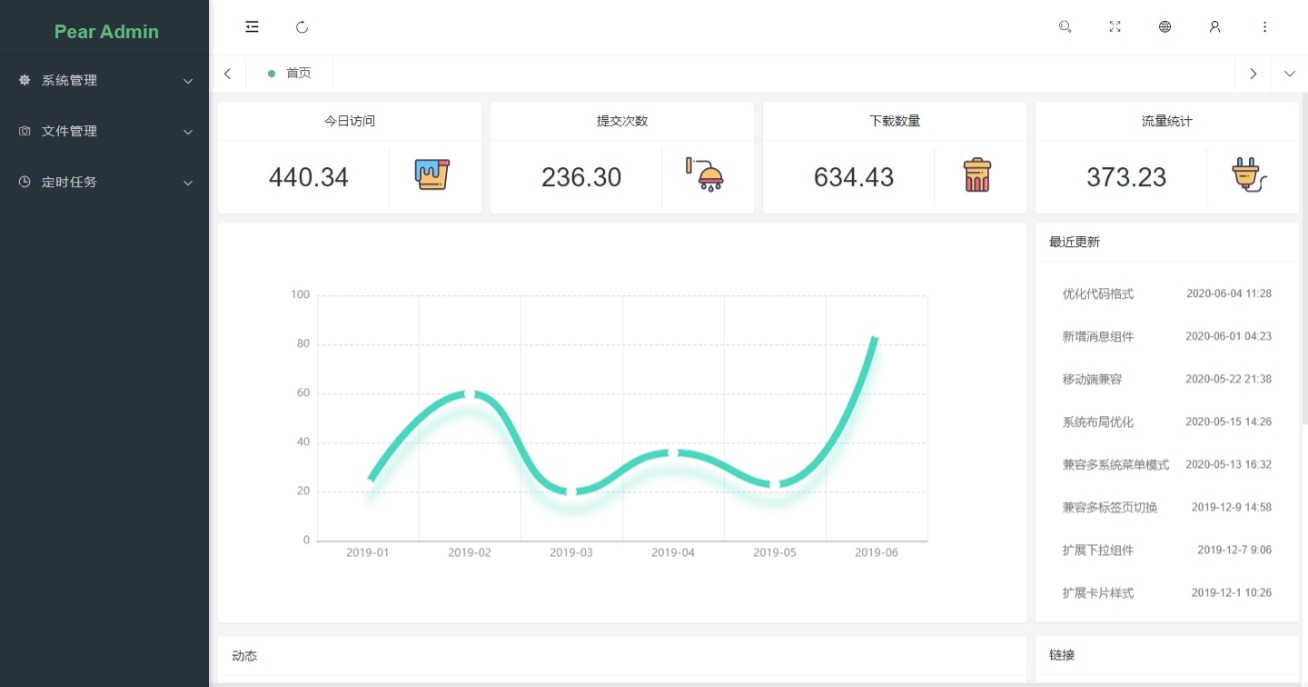 Pear Admin
系统管理
文件管理
定时任务
首页
今日访问
440.34
提交次数
236.30
下载数量
634.43
流量统计
373.23
100
80
60
40
20
0
2019-01 2019-02 2019-03 2019-04 2019-05 2019-06
最近更新
优化代码格式 2020-06-04 11:28
新增消息组件 2020-06-01 04:23
移动端兼容 2020-05-22 21:38
系统布局优化 2020-05-15 14:26
兼容多系统菜单模式 2020-05-13 16:32
兼容多标签页切换 2019-12-9 14:58
扩展下拉组件 2019-12-7 9:06
扩展卡片样式 2019-12-1 10:26
动态
链接